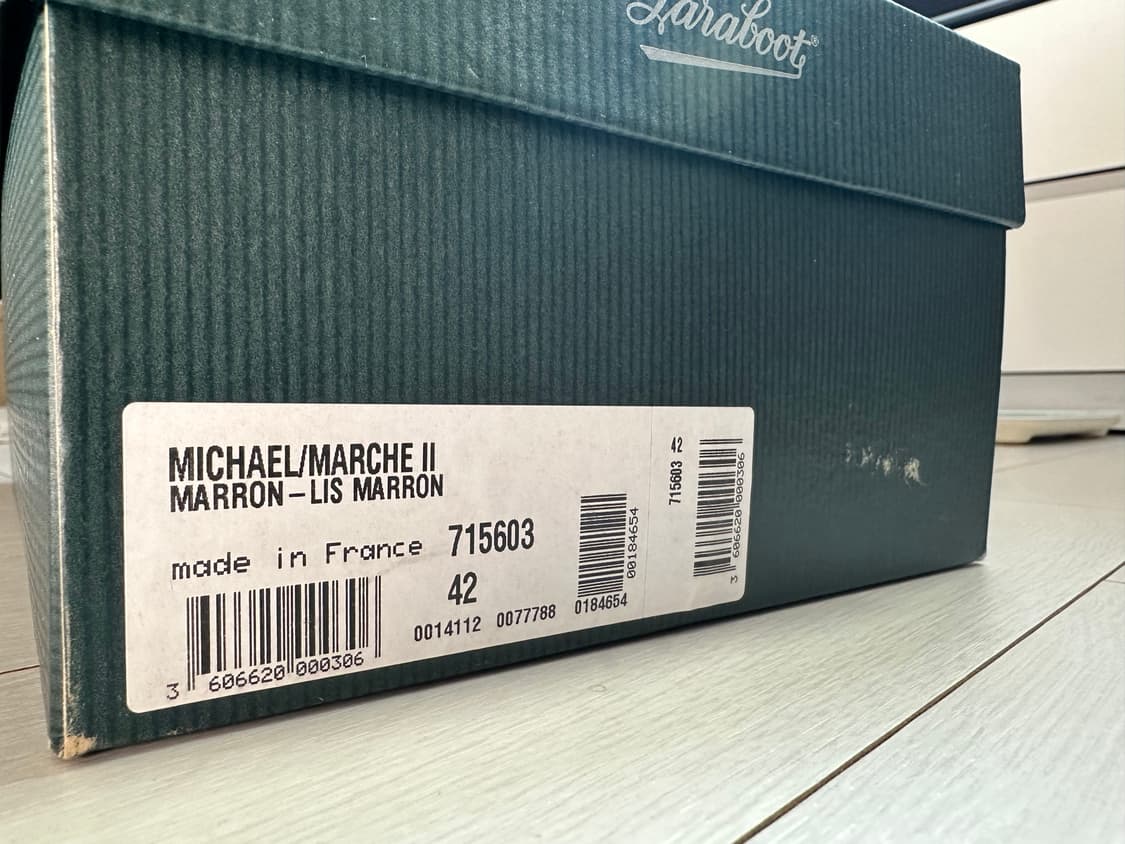 Paraboot®
MICHAEL/MARCHE II
MARRON–LIS MARRON
made in France 715603
42
3 606620 000306
0014112 0077788 0184654
00184654
715603 42
3 606620 000306